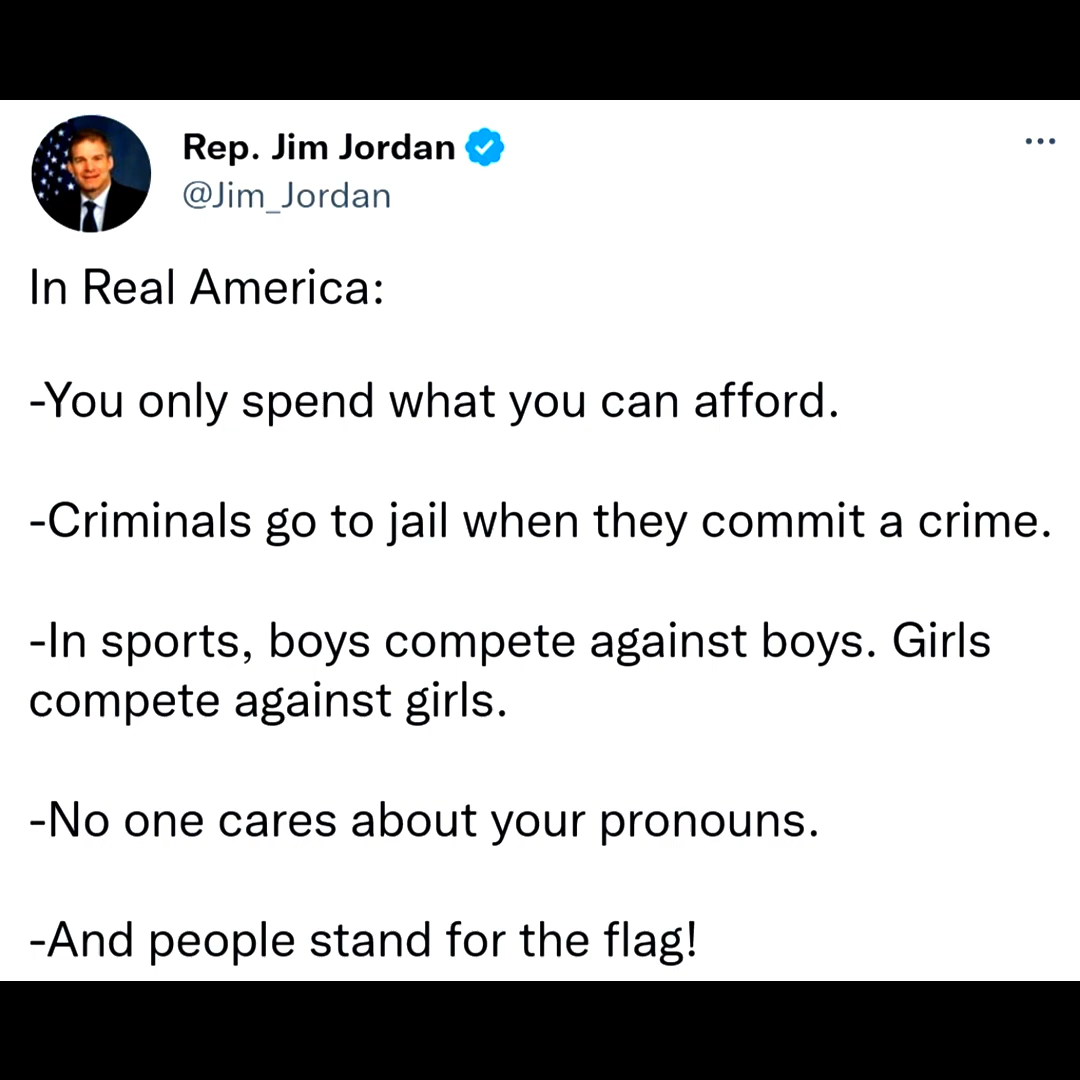 Rep. Jim Jordan
@Jim_Jordan
In Real America:
-You only spend what you can afford.
-Criminals go to jail when they commit a crime.
-In sports, boys compete against boys. Girls
compete against girls.
-No one cares about your pronouns.
-And people stand for the flag!